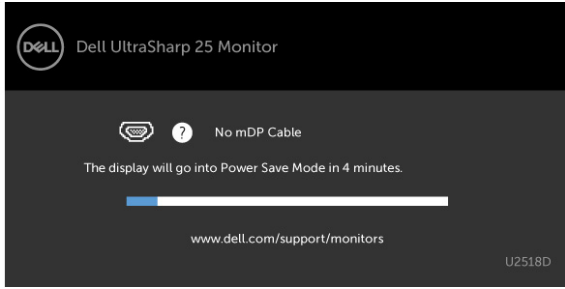 DELL
Dell UltraSharp 25 Monitor
? No mDP Cable
The display will go into Power Save Mode in 4 minutes.
www.dell.com/support/monitors
U2518D